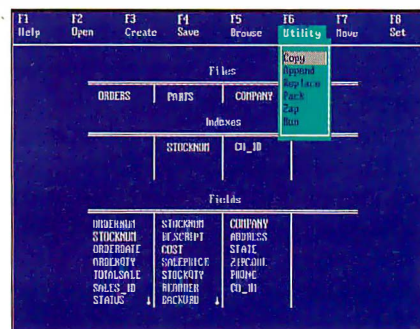 F1 F2 F3 F4 F5 F6 F7 F8
Help Open Create Save Browse Utility Move Set
Copy
Append
Replace
Pack
Zap
Run
Files
ORDERS PARTS COMPANY
Indexes
STOCKNUM CO_ID
Fields
ORDERNUM STOCKNUM COMPANY
STOCKNUM DESCRIPT ADDRESS
ORDERDATE COST STATE
ORDERQTY SALEPRICE ZIPCODE
TOTALSALE STOCKQTY PHONE
SALES_ID REORDER CO_ID
STATUS BACKORD